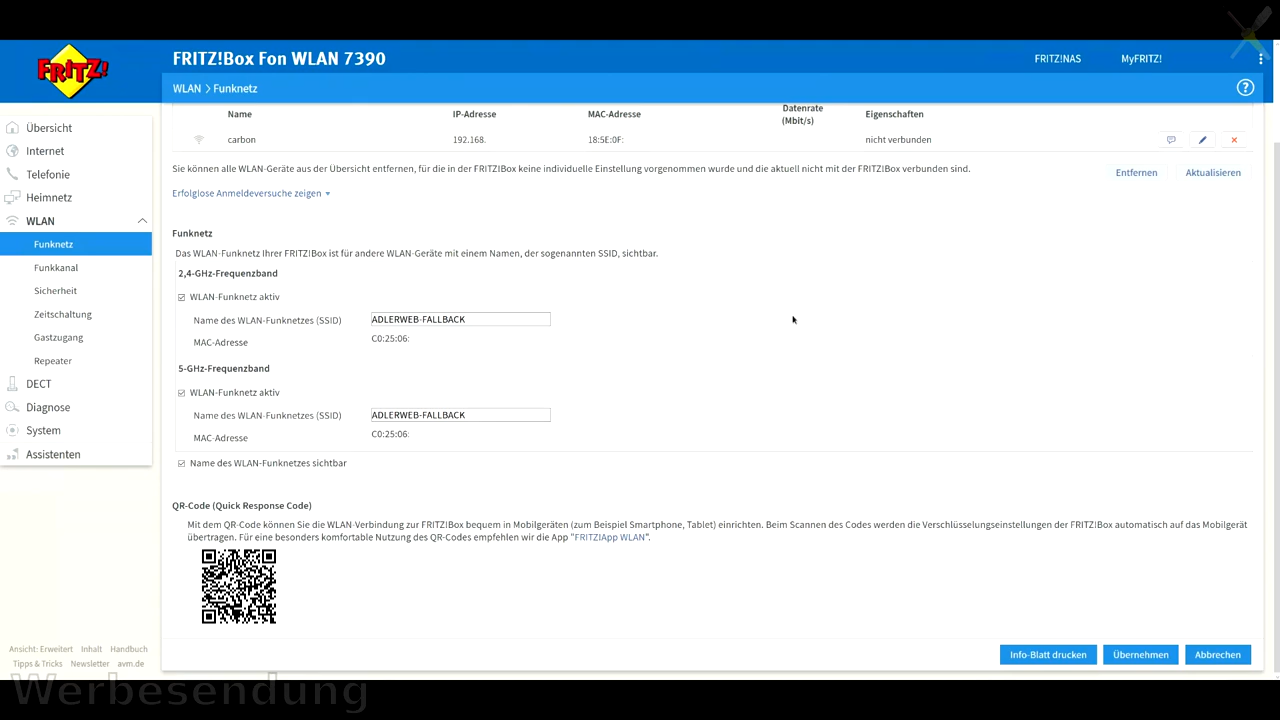 FRITZ!
FRITZ!Box Fon WLAN 7390
FRITZ!NAS
MyFRITZ!
WLAN > Funknetz
?
Übersicht
Internet
Telefonie
Heimnetz
WLAN
Funknetz
Funkkanal
Sicherheit
Zeitschaltung
Gastzugang
Repeater
DECT
Diagnose
System
Assistenten
Ansicht: Erweitert Inhalt Handbuch
Tipps & Tricks Newsletter avm.de
Name IP-Adresse MAC-Adresse Datenrate (Mbit/s) Eigenschaften
carbon 192.168. 18:5E:0F: nicht verbunden
Sie können alle WLAN-Geräte aus der Übersicht entfernen, für die in der FRITZ!Box keine individuelle Einstellung vorgenommen wurde und die aktuell nicht mit der FRITZ!Box verbunden sind.
Entfernen Aktualisieren
Erfolglose Anmeldeversuche zeigen
Funknetz
Das WLAN-Funknetz Ihrer FRITZ!Box ist für andere WLAN-Geräte mit einem Namen, der sogenannten SSID, sichtbar.
2,4-GHz-Frequenzband
WLAN-Funknetz aktiv
Name des WLAN-Funknetzes (SSID) ADLERWEB-FALLBACK
MAC-Adresse C0:25:06:
5-GHz-Frequenzband
WLAN-Funknetz aktiv
Name des WLAN-Funknetzes (SSID) ADLERWEB-FALLBACK
MAC-Adresse C0:25:06:
Name des WLAN-Funknetzes sichtbar
QR-Code (Quick Response Code)
Mit dem QR-Code können Sie die WLAN-Verbindung zur FRITZ!Box bequem in Mobilgeräten (zum Beispiel Smartphone, Tablet) einrichten. Beim Scannen des Codes werden die Verschlüsselungseinstellungen der FRITZ!Box automatisch auf das Mobilgerät
übertragen. Für eine besonders komfortable Nutzung des QR-Codes empfehlen wir die App "FRITZ!App WLAN".
Info-Blatt drucken Übernehmen Abbrechen
Werbesendung